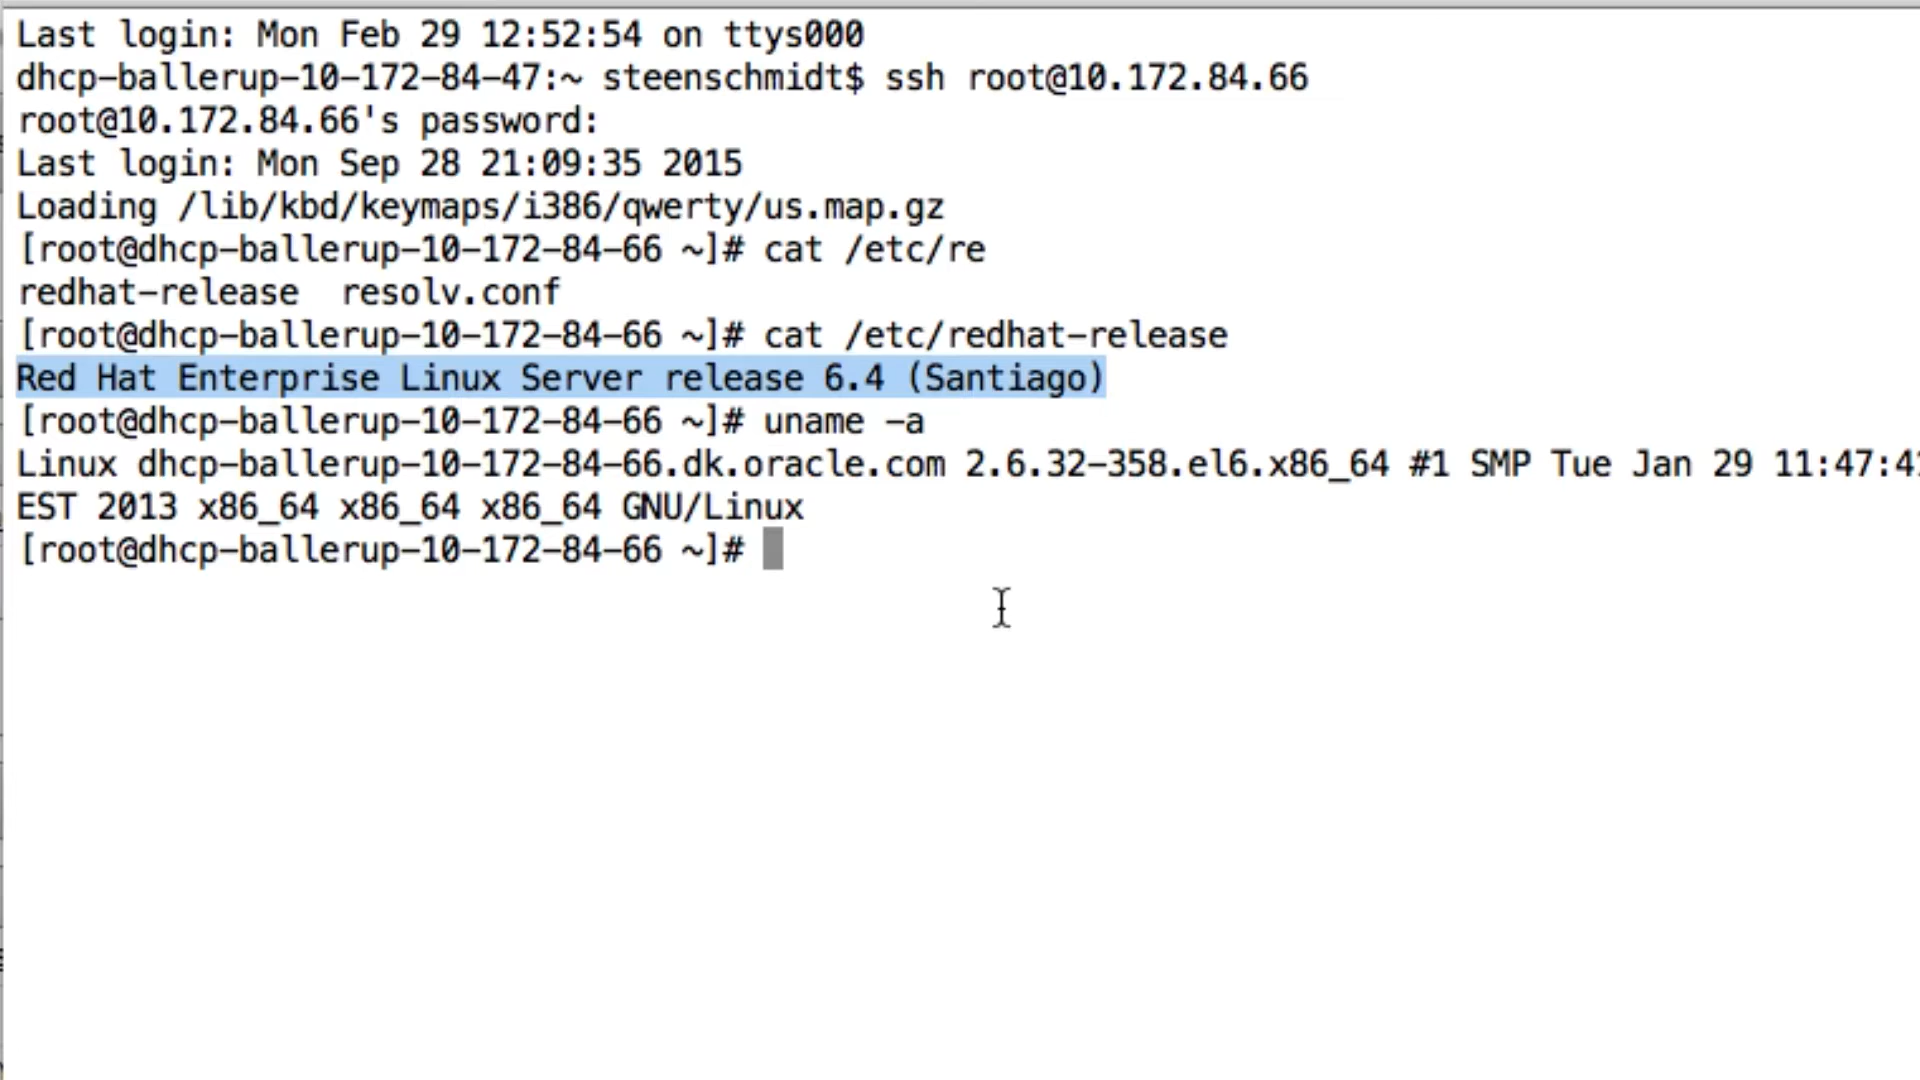 Last login: Mon Feb 29 12:52:54 on ttys000
dhcp-ballerup-10-172-84-47:~ steenschmidt$ ssh root@10.172.84.66
root@10.172.84.66's password:
Last login: Mon Sep 28 21:09:35 2015
Loading /lib/kbd/keymaps/i386/qwerty/us.map.gz
[root@dhcp-ballerup-10-172-84-66 ~]# cat /etc/re
redhat-release  resolv.conf
[root@dhcp-ballerup-10-172-84-66 ~]# cat /etc/redhat-release
Red Hat Enterprise Linux Server release 6.4 (Santiago)
[root@dhcp-ballerup-10-172-84-66 ~]# uname -a
Linux dhcp-ballerup-10-172-84-66.dk.oracle.com 2.6.32-358.el6.x86_64 #1 SMP Tue Jan 29 11:47:41
EST 2013 x86_64 x86_64 x86_64 GNU/Linux
[root@dhcp-ballerup-10-172-84-66 ~]#